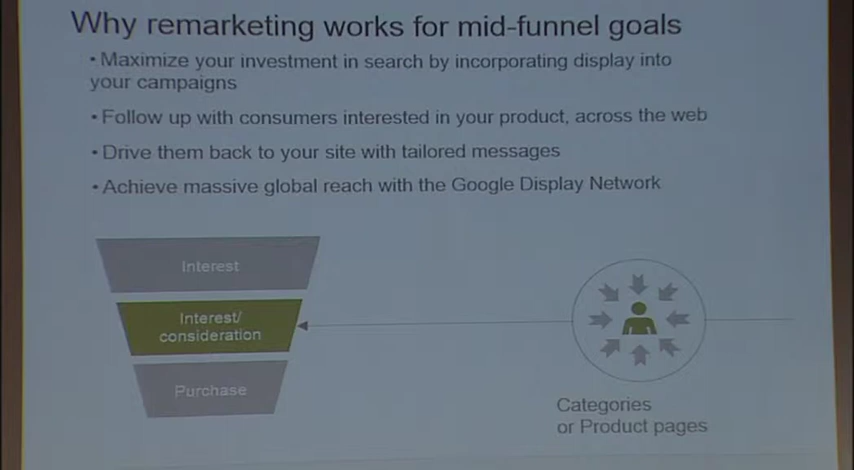 Why remarketing works for mid-funnel goals
• Maximize your investment in search by incorporating display into
your campaigns
• Follow up with consumers interested in your product, across the web
• Drive them back to your site with tailored messages
• Achieve massive global reach with the Google Display Network
Interest
Interest/
consideration
Purchase
Categories
or Product pages